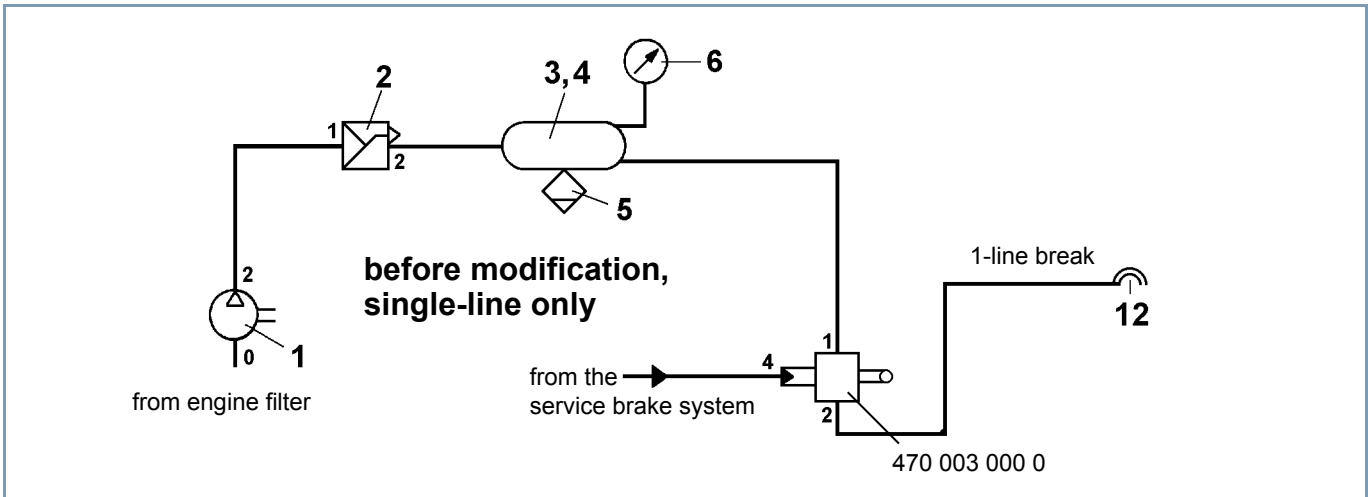 6
3, 4
2
1
2
5
before modification,
single-line only
1-line break
12
2
1
0
from engine filter
1
4
from the
service brake system
2
470 003 000 0